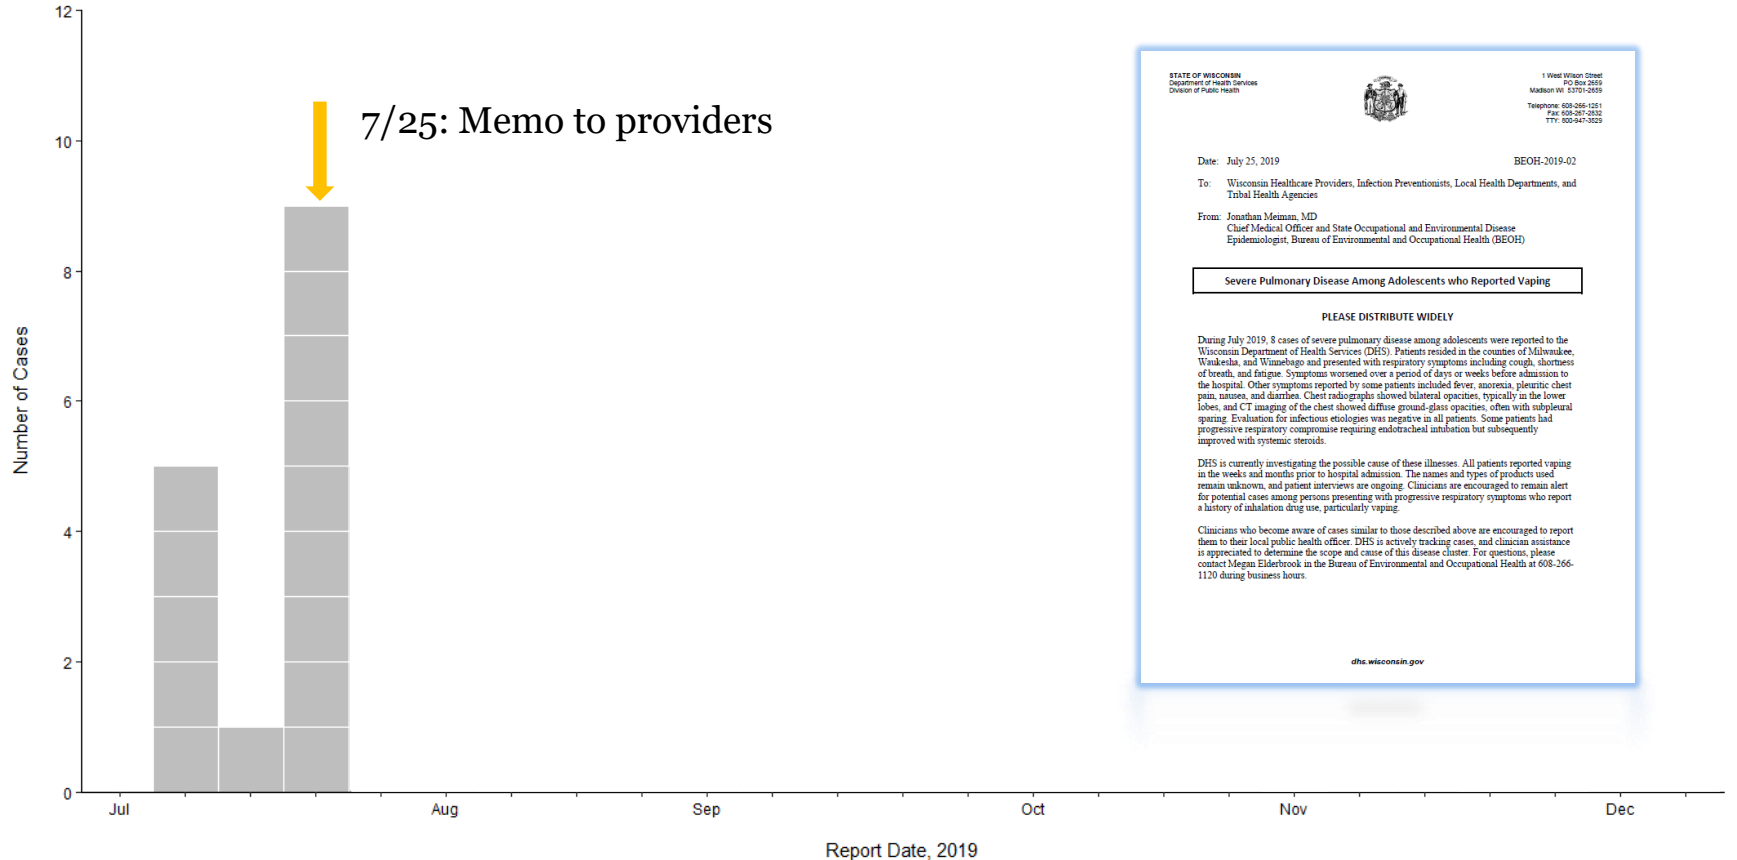 12
10
8
6
4
2
0
Number of Cases
7/25: Memo to providers
Jul
Aug
Sep
Oct
Nov
Dec
Report Date, 2019
STATE OF WISCONSIN
Department of Health Services
Division of Public Health
1 West Wilson Street
PO Box 2659
Madison WI 53701-2659
Telephone: 608-266-1251
Fax: 608-267-2832
TTY: 800-947-3529
Date: July 25, 2019
BEOH-2019-02
To: Wisconsin Healthcare Providers, Infection Preventionists, Local Health Departments, and
Tribal Health Agencies
From: Jonathan Meiman, MD
Chief Medical Officer and State Occupational and Environmental Disease
Epidemiologist, Bureau of Environmental and Occupational Health (BEOH)
Severe Pulmonary Disease Among Adolescents who Reported Vaping
PLEASE DISTRIBUTE WIDELY
During July 2019, 8 cases of severe pulmonary disease among adolescents were reported to the
Wisconsin Department of Health Services (DHS). Patients resided in the counties of Milwaukee,
Waukesha, and Winnebago and presented with respiratory symptoms including cough, shortness
of breath, and fatigue. Symptoms worsened over a period of days or weeks before admission to
the hospital. Other symptoms reported by some patients included fever, anorexia, pleuritic chest
pain, nausea, and diarrhea. Chest radiographs showed bilateral opacities, typically in the lower
lobes, and CT imaging of the chest showed diffuse ground-glass opacities, often with subpleural
sparing. Evaluation for infectious etiologies was negative in all patients. Some patients had
progressive respiratory compromise requiring endotracheal intubation but subsequently
improved with systemic steroids.
DHS is currently investigating the possible cause of these illnesses. All patients reported vaping
in the weeks and months prior to hospital admission. The names and types of products used
remain unknown, and patient interviews are ongoing. Clinicians are encouraged to remain alert
for potential cases among persons presenting with progressive respiratory symptoms who report
a history of inhalation drug use, particularly vaping.
Clinicians who become aware of cases similar to those described above are encouraged to report
them to their local public health officer. DHS is actively tracking cases, and clinician assistance
is appreciated to determine the scope and cause of this disease cluster. For questions, please
contact Megan Elderbrook in the Bureau of Environmental and Occupational Health at 608-266-
1120 during business hours.
dhs.wisconsin.gov